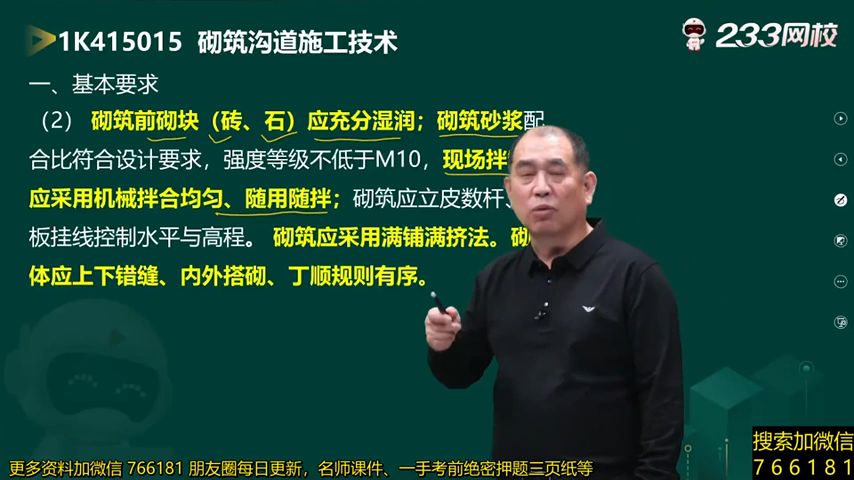 1K415015 砌筑沟道施工技术
233网校
一、基本要求
（2） 砌筑前砌块（砖、石）应充分湿润；砌筑砂浆配
合比符合设计要求，强度等级不低于M10，现场拌
应采用机械拌合均匀、随用随拌；砌筑应立皮数杆、
板挂线控制水平与高程。 砌筑应采用满铺满挤法。砌
体应上下错缝、内外搭砌、丁顺规则有序。
搜索加微信
766181
更多资料加微信 766181 朋友圈每日更新，名师课件、一手考前绝密押题三页纸等